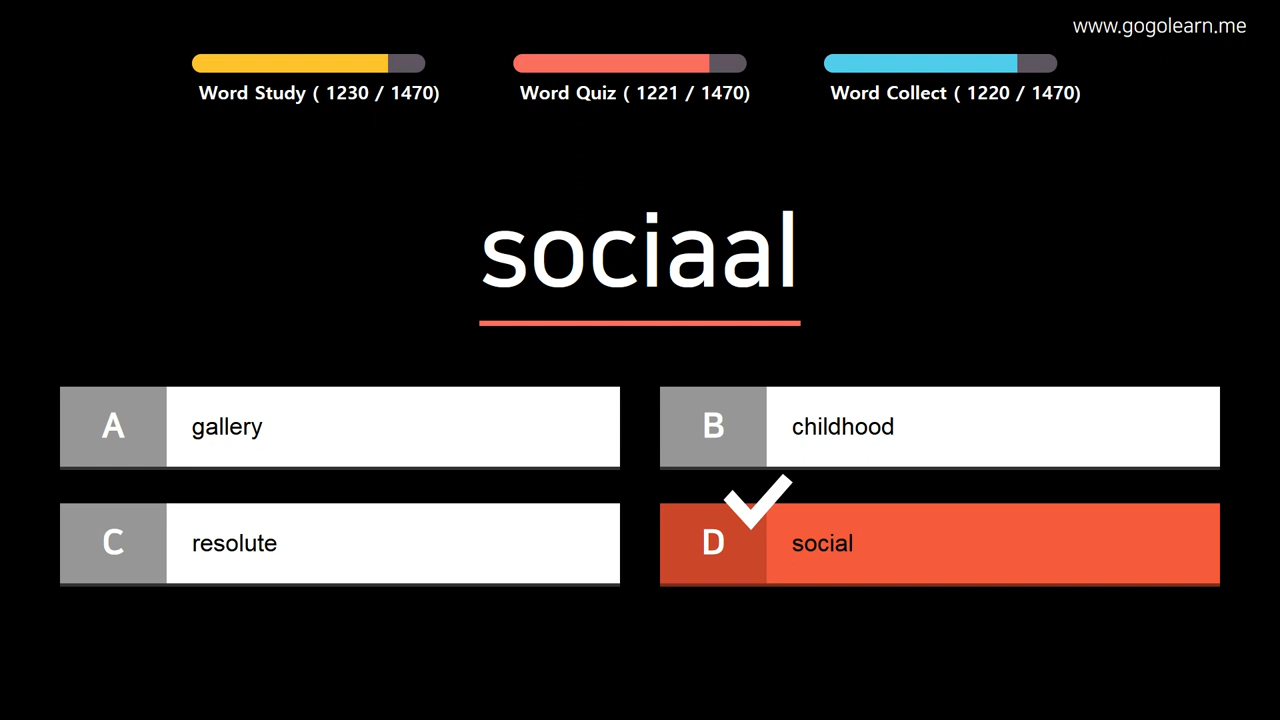 www.gogolearn.me
Word Study ( 1230 / 1470)
Word Quiz ( 1221 / 1470)
Word Collect ( 1220 / 1470)
sociaal
A gallery
B childhood
C resolute
D social